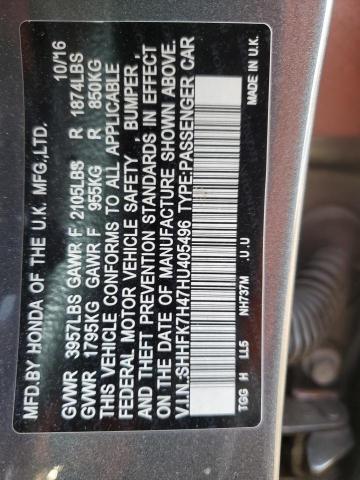 MFD.BY HONDA OF THE U.K. MFG.,LTD. 10/16
GVWR 3957LBS GAWR F 2105LBS R 1874LBS
GVWR 1795KG GAWR F 955KG R 850KG
THIS VEHICLE CONFORMS TO ALL APPLICABLE
FEDERAL MOTOR VEHICLE SAFETY , BUMPER ,
AND THEFT PREVENTION STANDARDS IN EFFECT
ON THE DATE OF MANUFACTURE SHOWN ABOVE.
V.I.N.:SHHFK7H47HU405496 TYPE:PASSENGER CAR
MADE IN U.K.
TGG H LL5 NH737M .U .U